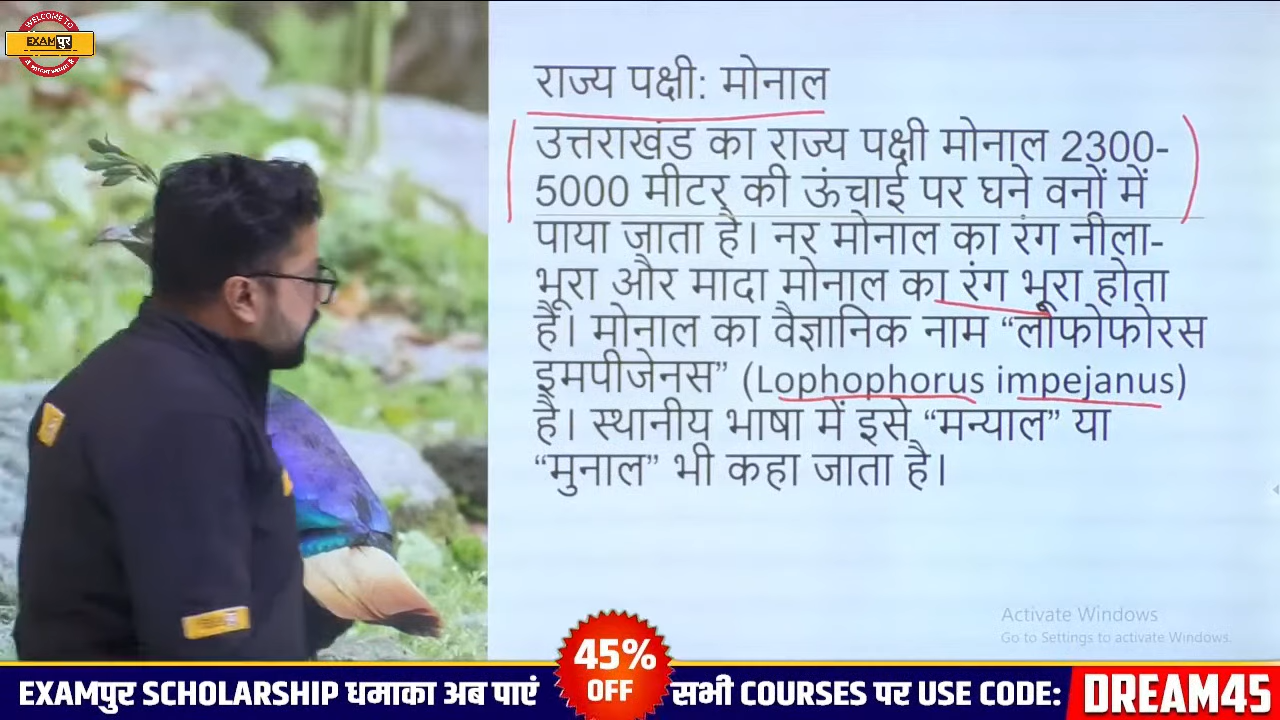 WELCOME TO
EXAMपुर
राज्य पक्षी: मोनाल
उत्तराखंड का राज्य पक्षी मोनाल 2300-
5000 मीटर की ऊंचाई पर घने वनों में
पाया जाता है। नर मोनाल का रंग नीला-
भूरा और मादा मोनाल का रंग भूरा होता
है। मोनाल का वैज्ञानिक नाम “लोफोफोरस
इमपीजेनस” (Lophophorus impejanus)
है। स्थानीय भाषा में इसे “मन्याल” या
“मुनाल” भी कहा जाता है।
Activate Windows
Go to Settings to activate Windows.
45%
OFF
EXAMपुर SCHOLARSHIP धमाका अब पाएं सभी COURSES पर USE CODE: DREAM45